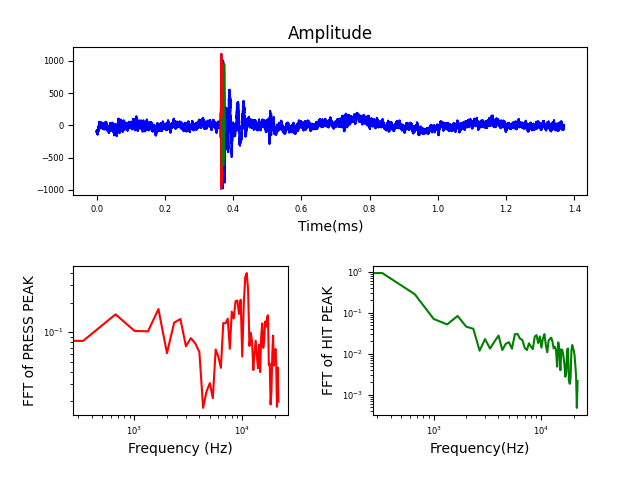 Amplitude
1000
500
0
−500
−1000
0.0 0.2 0.4 0.6 0.8 1.0 1.2 1.4
Time(ms)
FFT of PRESS PEAK
10⁻¹
10³ 10⁴
Frequency (Hz)
FFT of HIT PEAK
10⁰
10⁻¹
10⁻²
10⁻³
10³ 10⁴
Frequency(Hz)